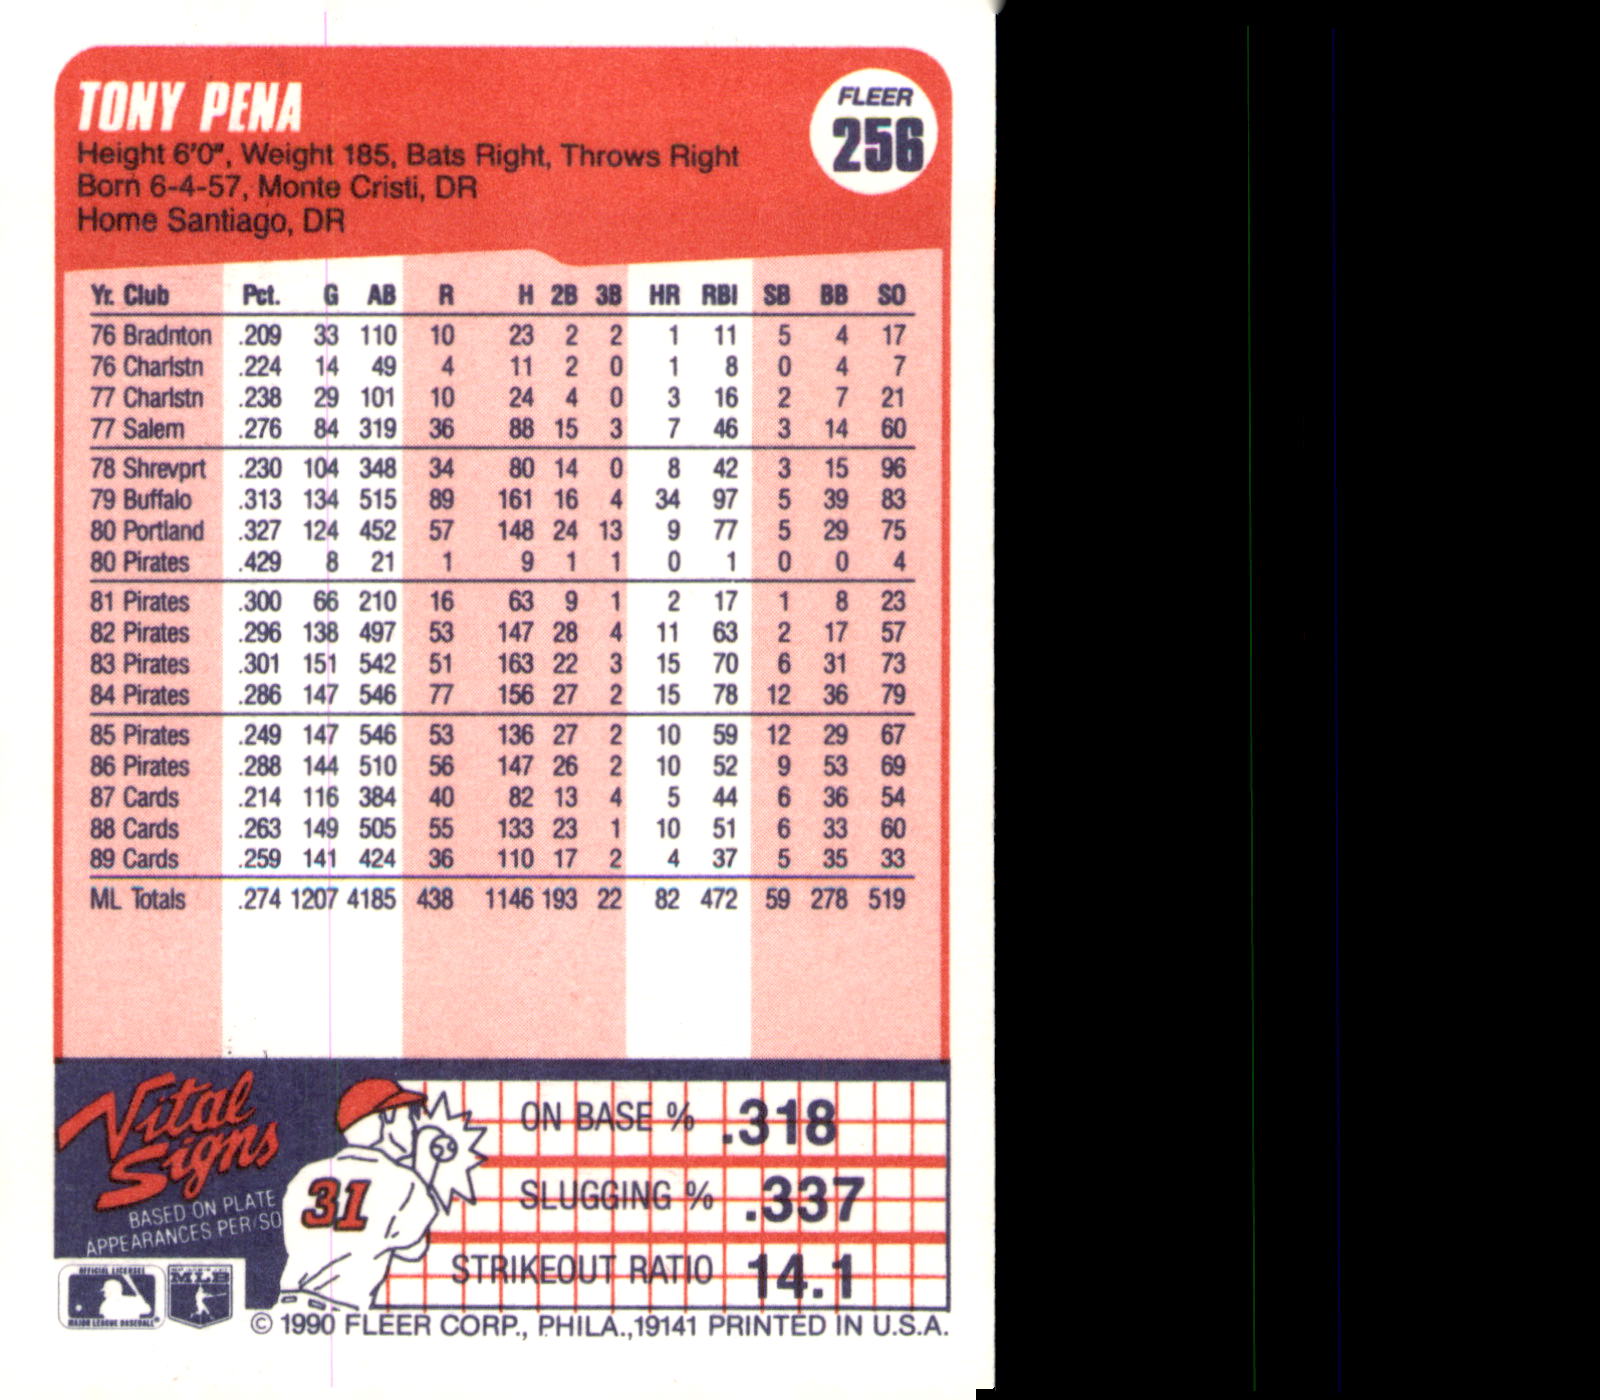 TONY PENA
FLEER
256
Height 6'0", Weight 185, Bats Right, Throws Right
Born 6-4-57, Monte Cristi, DR
Home Santiago, DR
Yr. Club Pct. G AB R H 2B 3B HR RBI SB BB SO
76 Bradnton .209 33 110 10 23 2 2 1 11 5 4 17
76 Charlstn .224 14 49 4 11 2 0 1 8 0 4 7
77 Charlstn .238 29 101 10 24 4 0 3 16 2 7 21
77 Salem .276 84 319 36 88 15 3 7 46 3 14 60
78 Shrevprt .230 104 348 34 80 14 0 8 42 3 15 96
79 Buffalo .313 134 515 89 161 16 4 34 97 5 39 83
80 Portland .327 124 452 57 148 24 13 9 77 5 29 75
80 Pirates .429 8 21 1 9 1 1 0 1 0 0 4
81 Pirates .300 66 210 16 63 9 1 2 17 1 8 23
82 Pirates .296 138 497 53 147 28 4 11 63 2 17 57
83 Pirates .301 151 542 51 163 22 3 15 70 6 31 73
84 Pirates .286 147 546 77 156 27 2 15 78 12 36 79
85 Pirates .249 147 546 53 136 27 2 10 59 12 29 67
86 Pirates .288 144 510 56 147 26 2 10 52 9 53 69
87 Cards .214 116 384 40 82 13 4 5 44 6 36 54
88 Cards .263 149 505 55 133 23 1 10 51 6 33 60
89 Cards .259 141 424 36 110 17 2 4 37 5 35 33
ML Totals .274 1207 4185 438 1146 193 22 82 472 59 278 519
Vital
Signs
BASED ON PLATE
APPEARANCES PER/SO
31
ON BASE % .318
SLUGGING % .337
STRIKEOUT RATIO 14.1
OFFICIAL LICENSEE
MAJOR LEAGUE BASEBALL
MLB
© 1990 FLEER CORP., PHILA.,19141 PRINTED IN U.S.A.